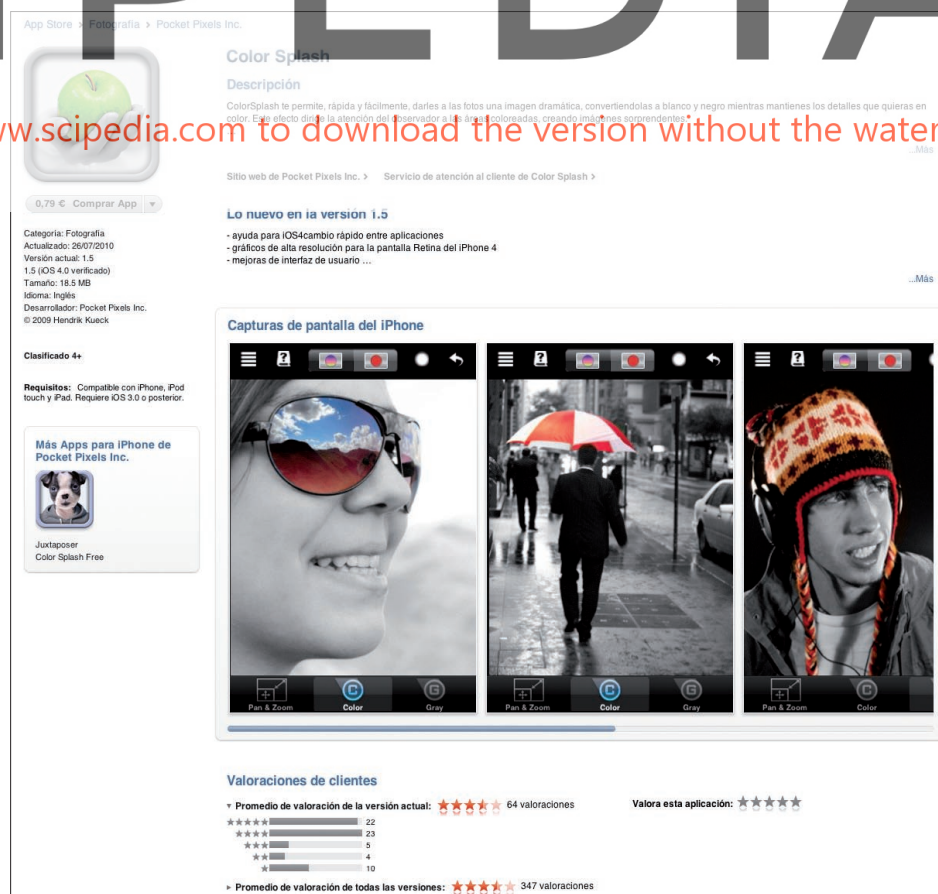 PEDIA
App Store > Fotografía > Pocket Pixels Inc.
Color Splash
Descripción
ColorSplash te permite, rápida y fácilmente, darles a las fotos una imagen dramática, convertiendolas a blanco y negro mientras mantienes los detalles que quieras en
color. Este efecto dirige la atención del observador a las áreas coloreadas, creando imágenes sorprendentes.
w.scipedia.com to download the version without the water
...Más
Sitio web de Pocket Pixels Inc. > Servicio de atención al cliente de Color Splash >
0,79 € Comprar App
Categoría: Fotografía
Actualizado: 26/07/2010
Versión actual: 1.5
1.5 (iOS 4.0 verificado)
Tamaño: 18.5 MB
Idioma: Inglés
Desarrollador: Pocket Pixels Inc.
© 2009 Hendrik Kueck
Clasificado 4+
Requisitos: Compatible con iPhone, iPod
touch y iPad. Requiere iOS 3.0 o posterior.
Más Apps para iPhone de
Pocket Pixels Inc.
Juxtaposer
Color Splash Free
Lo nuevo en la versión 1.5
- ayuda para iOS4cambio rápido entre aplicaciones
- gráficos de alta resolución para la pantalla Retina del iPhone 4
- mejoras de interfaz de usuario ...
...Más
Capturas de pantalla del iPhone
? ? ?
C G C G C
Pan & Zoom Color Gray Pan & Zoom Color Gray Pan & Zoom Color
Valoraciones de clientes
Promedio de valoración de la versión actual: 64 valoraciones Valora esta aplicación:
22
23
5
4
10
Promedio de valoración de todas las versiones: 347 valoraciones